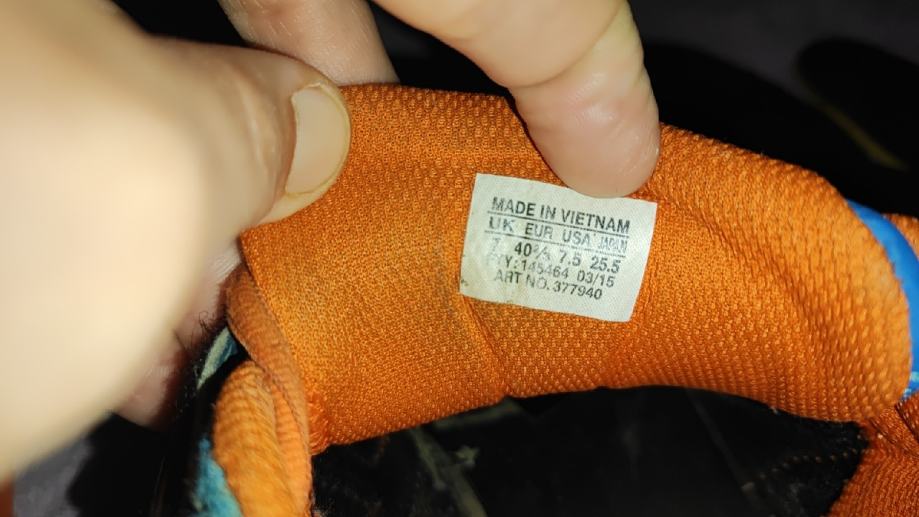 MADE IN VIETNAM
UK EUR USA JAPAN
7 40⅔ 7.5 25.5
145464 03/15
ART NO. 377940